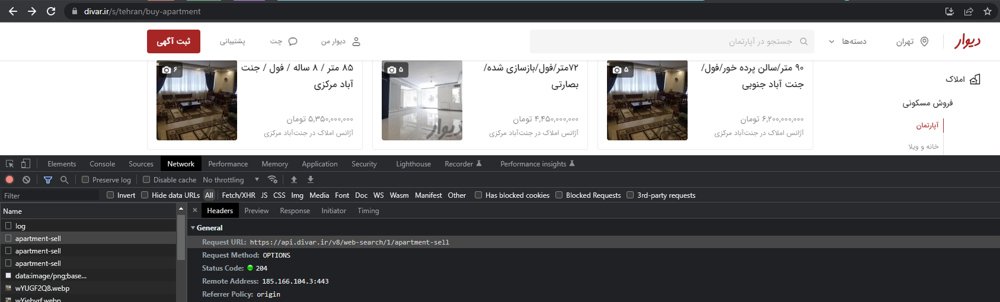 divar.ir/s/tehran/buy-apartment
دیوار
تهران
دسته‌ها
جستجو در آپارتمان
دیوار من
چت
پشتیبانی
ثبت آگهی
املاک
فروش مسکونی
آپارتمان
خانه و ویلا
۹۰ متر/سالن پرده خور/فول/
جنت آباد جنوبی
۶,۲۰۰,۰۰۰,۰۰۰ تومان
آژانس املاک در جنت‌آباد مرکزی
۵
۷۲متر/فول/بازسازی شده/
بصارتی
۴,۴۵۰,۰۰۰,۰۰۰ تومان
آژانس املاک در جنت‌آباد مرکزی
۵
دیوار
۸۵ متر / ۸ ساله / فول / جنت
آباد مرکزی
۵,۳۵۰,۰۰۰,۰۰۰ تومان
آژانس املاک در جنت‌آباد مرکزی
۶
Elements Console Sources Network Performance Memory Application Security Lighthouse Recorder Performance insights
Preserve log Disable cache No throttling
Filter Invert Hide data URLs All Fetch/XHR JS CSS Img Media Font Doc WS Wasm Manifest Other Has blocked cookies Blocked Requests 3rd-party requests
Name
log
apartment-sell
apartment-sell
apartment-sell
data:image/png;base...
wYUGF2Q8.webp
× Headers Preview Response Initiator Timing
General
Request URL: https://api.divar.ir/v8/web-search/1/apartment-sell
Request Method: OPTIONS
Status Code: 204
Remote Address: 185.166.104.3:443
Referrer Policy: origin